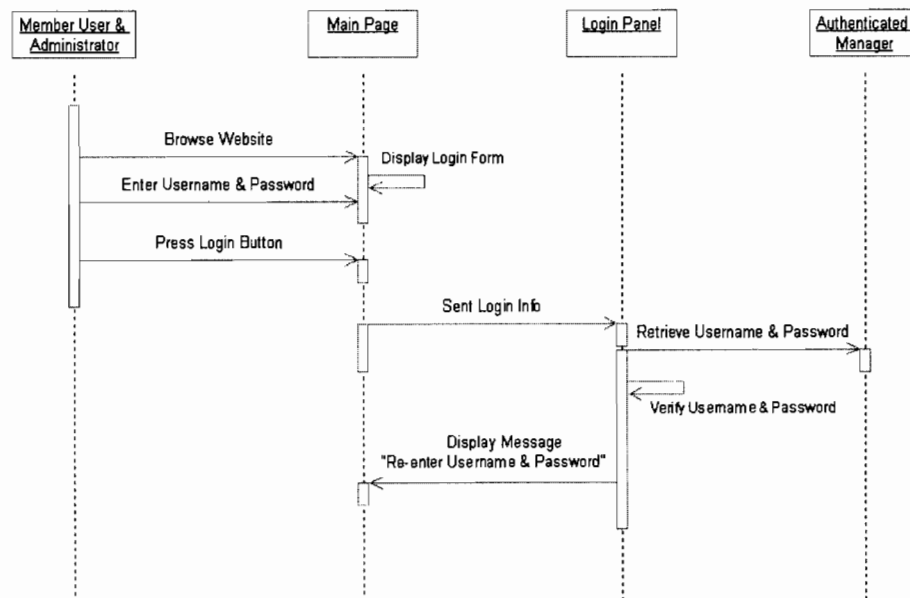 Member User &
Administrator
Main Page
Login Panel
Authenticated
Manager
Browse Website
Display Login Form
Enter Username & Password
Press Login Button
Sent Login Info
Retrieve Username & Password
Verify Username & Password
Display Message
"Re-enter Username & Password"